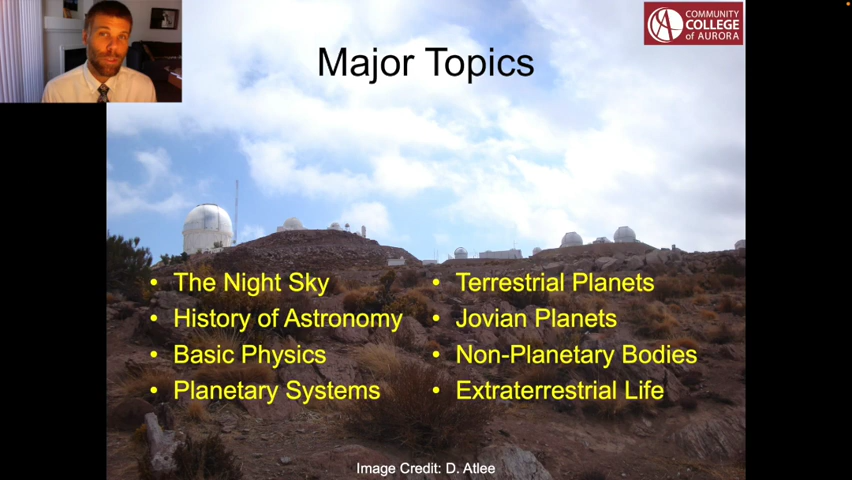 COMMUNITY
COLLEGE
of AURORA
Major Topics
• The Night Sky
• History of Astronomy
• Basic Physics
• Planetary Systems
• Terrestrial Planets
• Jovian Planets
• Non-Planetary Bodies
• Extraterrestrial Life
Image Credit: D. Atlee